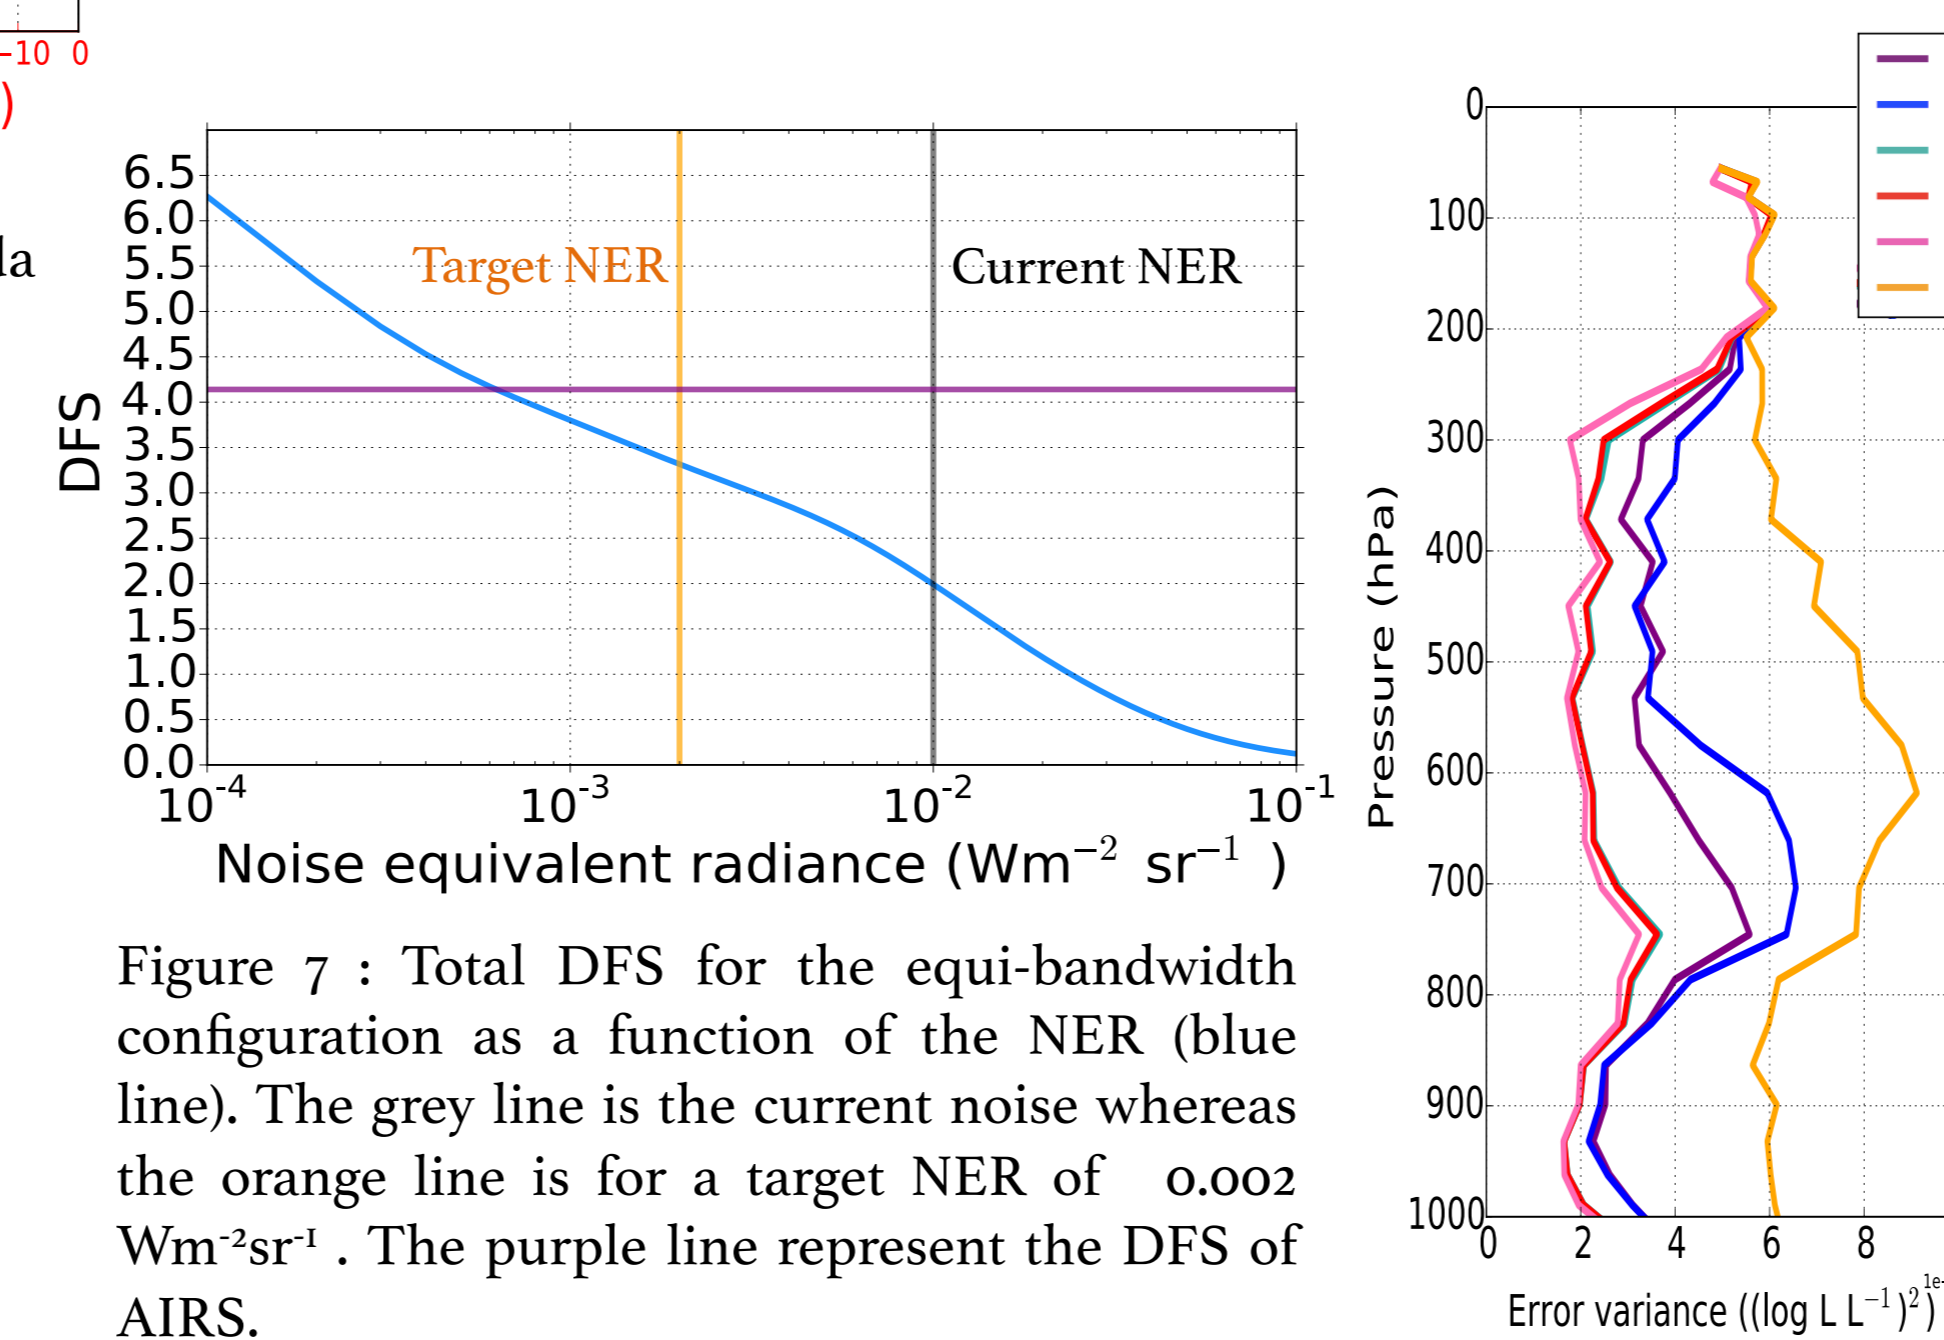 −10 0
)
da
6.5
6.0
5.5
5.0
4.5
4.0
3.5
3.0
2.5
2.0
1.5
1.0
0.5
0.0
DFS
Target NER
Current NER
10-4 10-3 10-2 10-1
Noise equivalent radiance (Wm−2 sr−1 )
Figure 7 : Total DFS for the equi-bandwidth
configuration as a function of the NER (blue
line). The grey line is the current noise whereas
the orange line is for a target NER of 0.002
Wm-2sr-1 . The purple line represent the DFS of
AIRS.
0
100
200
300
400
500
600
700
800
900
1000
Pressure (hPa)
0 2 4 6 8
1e-
Error variance ((log L L−1)2)